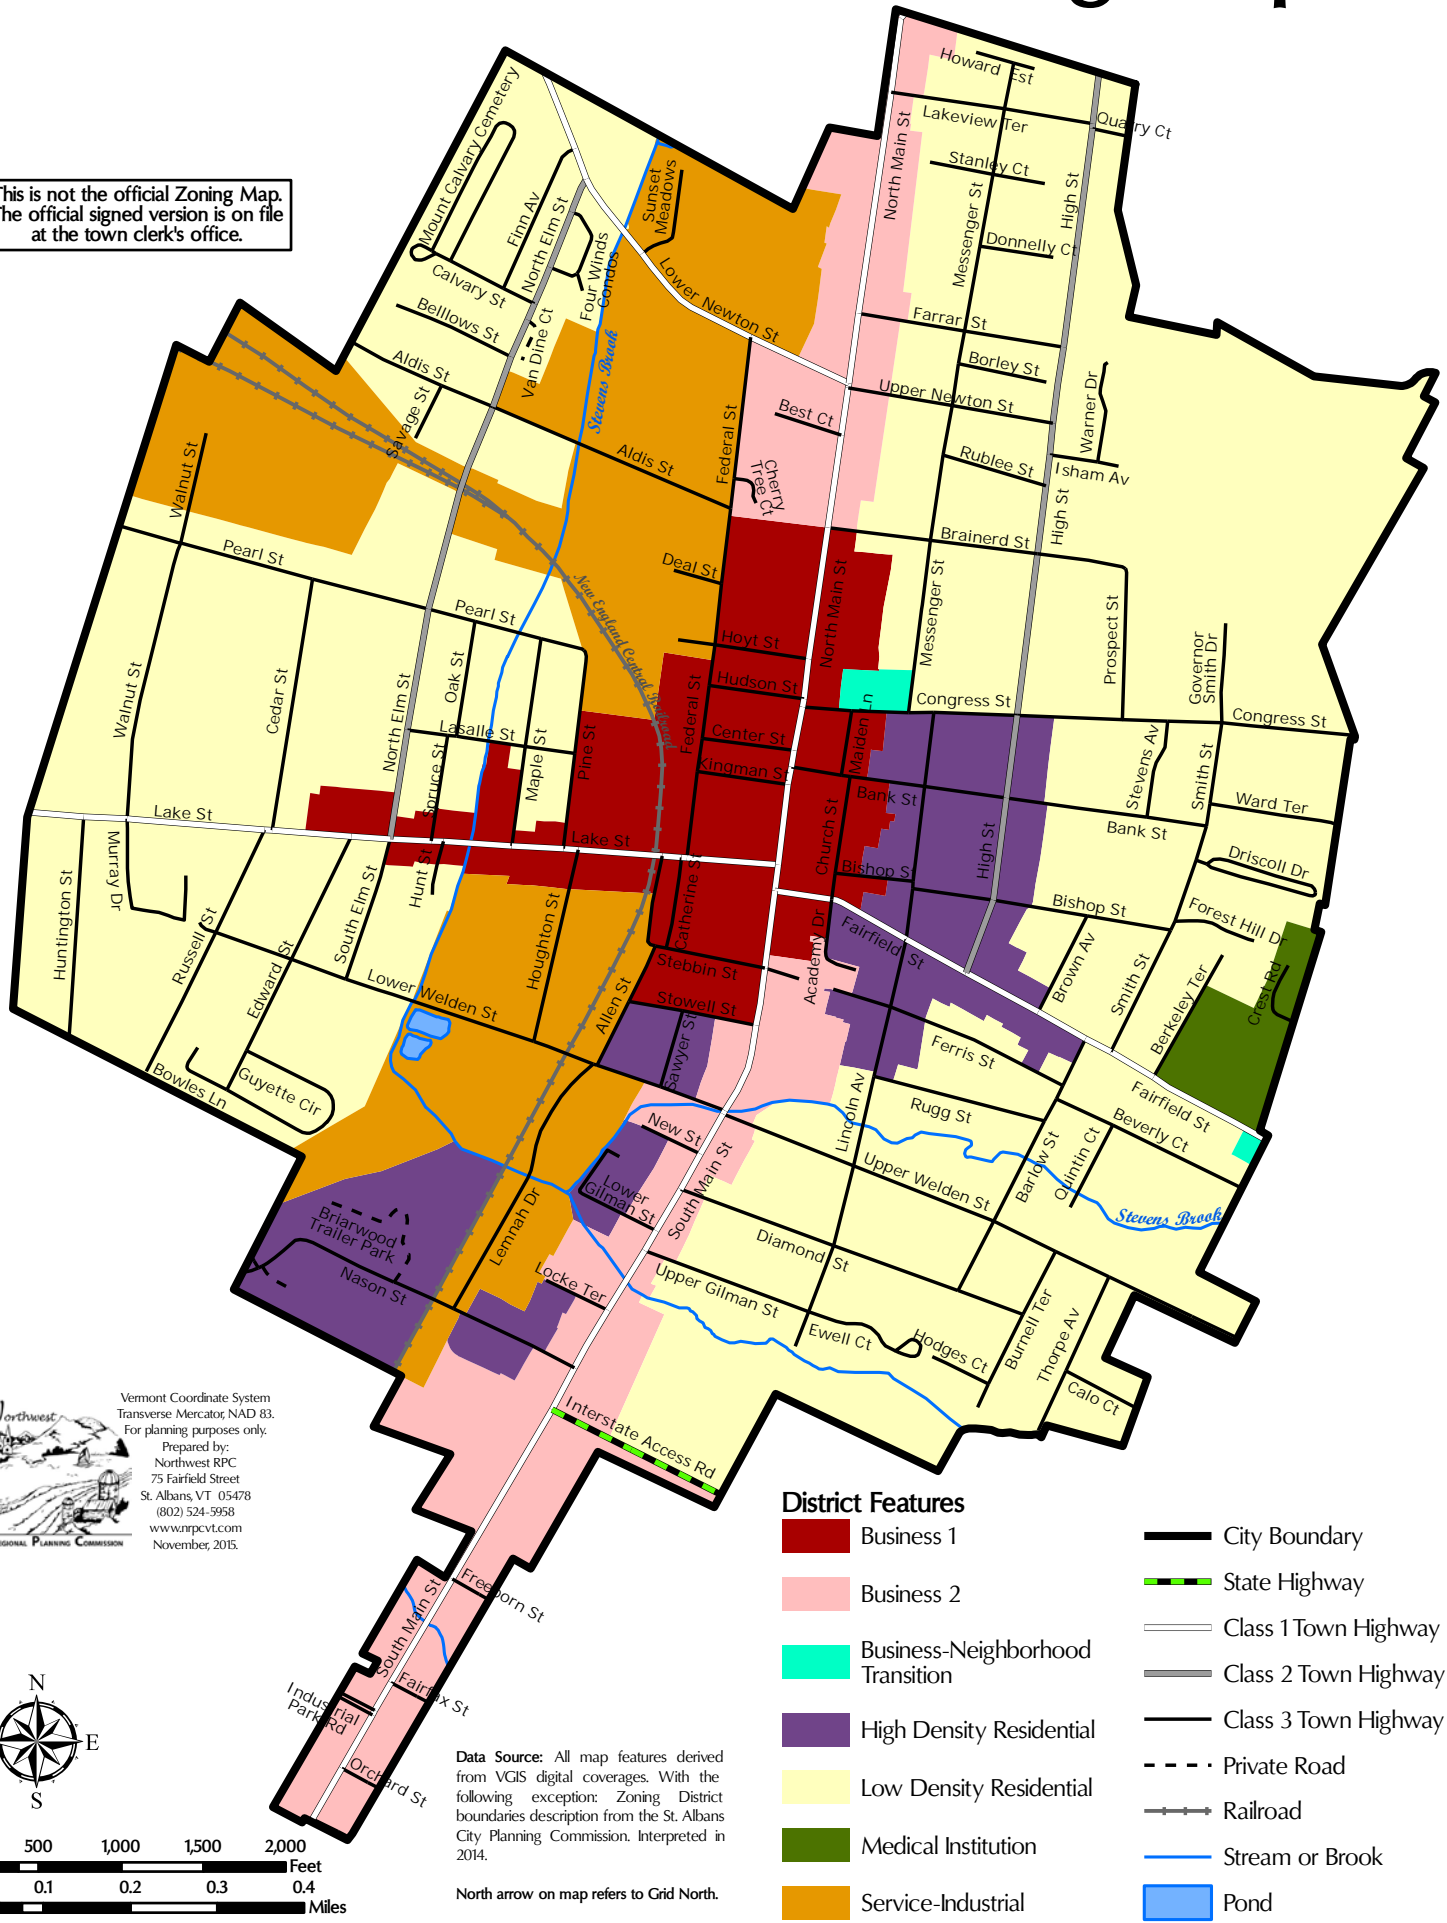 This is not the official Zoning Map.
The official signed version is on file
at the town clerk's office.
Howard Est
Lakeview Ter
Quarry Ct
Stanley Ct
North Main St
Messenger St
High St
Donnelly Ct
Mount Calvary Cemetery
Finn Av
North Elm St
Sunset
Meadows
Four Winds
Condos
Calvary St
Lower Newton St
Belllows St
Van Dine Ct
Stevens Brook
Farrar St
Borley St
Aldis St
Savage St
Upper Newton St
Warner Dr
Best Ct
Federal St
Aldis St
Rublee St
Isham Av
Cherry
Tree Ct
Walnut St
High St
Brainerd St
Pearl St
Deal St
New England Central Railroad
North Main St
Messenger St
Pearl St
Prospect St
Hoyt St
Governor
Smith Dr
Walnut St
Cedar St
Oak St
Hudson St
Congress St
Congress St
North Elm St
Lasalle St
Federal St
Center St
Maiden Ln
Pine St
Maple St
Spruce St
Kingman St
Bank St
Stevens Av
Smith St
Ward Ter
Lake St
Lake St
Church St
Bank St
High St
Driscoll Dr
Murray Dr
Hunt St
Bishop St
Bishop St
Huntington St
Russell St
South Elm St
Catherine St
Forest Hill Dr
Edward St
Houghton St
Fairfield St
Academy Dr
Stebbin St
Brown Av
Smith St
Crest Rd
Lower Welden St
Allen St
Stowell St
Berkeley Ter
Sawyer St
Ferris St
Bowles Ln
Guyette Cir
Lincoln Av
Rugg St
Fairfield St
Beverly Ct
New St
Barlow St
Quintin Ct
Upper Welden St
South Main St
Lower
Gilman St
Stevens Brook
Briarwood
Trailer Park
Lemnah Dr
Diamond St
Nason St
Locke Ter
Upper Gilman St
Ewell Ct
Hodges Ct
Burnell Ter
Thorpe Av
Calo Ct
Interstate Access Rd
Northwest
REGIONAL PLANNING COMMISSION
Vermont Coordinate System
Transverse Mercator, NAD 83.
For planning purposes only.
Prepared by:
Northwest RPC
75 Fairfield Street
St. Albans, VT 05478
(802) 524-5958
www.nrpcvt.com
November, 2015.
Freeborn St
South Main St
Fairfax St
Industrial
Park Rd
Orchard St
N
E
S
500 1,000 1,500 2,000
Feet
0.1 0.2 0.3 0.4
Miles
Data Source: All map features derived
from VGIS digital coverages. With the
following exception: Zoning District
boundaries description from the St. Albans
City Planning Commission. Interpreted in
2014.
North arrow on map refers to Grid North.
District Features
Business 1
Business 2
Business-Neighborhood
Transition
High Density Residential
Low Density Residential
Medical Institution
Service-Industrial
City Boundary
State Highway
Class 1 Town Highway
Class 2 Town Highway
Class 3 Town Highway
Private Road
Railroad
Stream or Brook
Pond